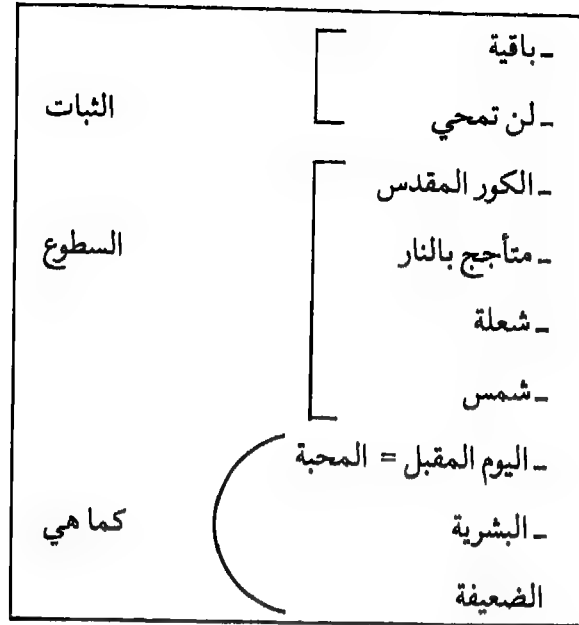 ـ باقية
ـ لن تمحي
الثبات
ـ الكور المقدس
ـ متأجج بالنار
السطوع
ـ شعلة
ـ شمس
ـ اليوم المقبل = المحبة
ـ البشرية
كما هي
الضعيفة